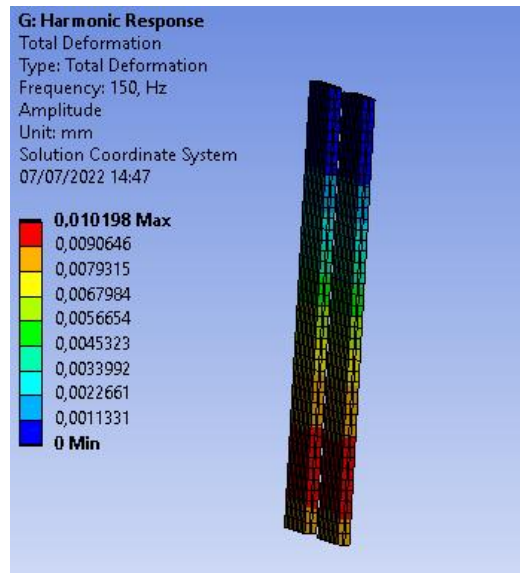 G: Harmonic Response
Total Deformation
Type: Total Deformation
Frequency: 150, Hz
Amplitude
Unit: mm
Solution Coordinate System
07/07/2022 14:47
0,010198 Max
0,0090646
0,0079315
0,0067984
0,0056654
0,0045323
0,0033992
0,0022661
0,0011331
0 Min